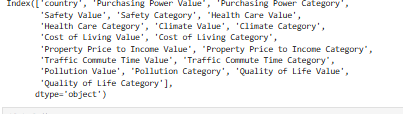 Index(['country', 'Purchasing Power Value', 'Purchasing Power Category',
'Safety Value', 'Safety Category', 'Health Care Value',
'Health Care Category', 'Climate Value', 'Climate Category',
'Cost of Living Value', 'Cost of Living Category',
'Property Price to Income Value', 'Property Price to Income Category',
'Traffic Commute Time Value', 'Traffic Commute Time Category',
'Pollution Value', 'Pollution Category', 'Quality of Life Value',
'Quality of Life Category'],
dtype='object')